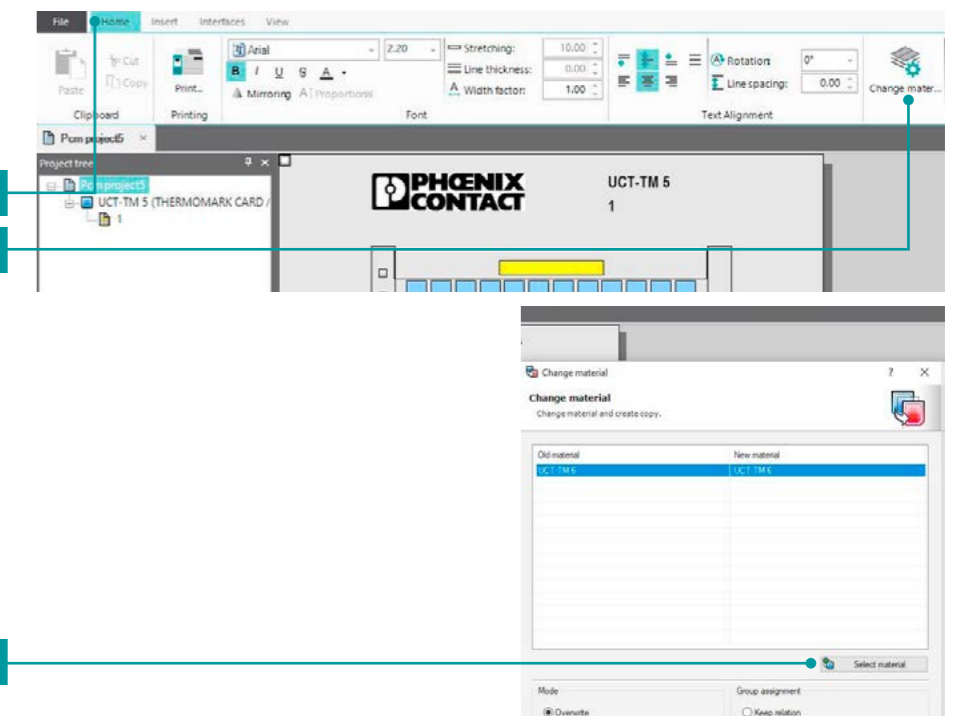 File Home Insert Interfaces View
Paste
Cut
Copy
Clipboard
Print...
Printing
Arial 2.20
B I U S A
Mirroring A Proportional
Stretching: 10.00
Line thickness: 0.00
Width factor: 1.00
Font
Rotation: 0°
Line spacing: 0.00
Text Alignment
Change mater...
Pcm project5 ×
Project tree
Pcm project5
UCT-TM 5 (THERMOMARK CARD /
1
PHŒNIX
CONTACT
UCT-TM 5
1
Change material ? ×
Change material
Change material and create copy.
Old material New material
UCT-TM 5 UCT-TM 5
Select material
Mode Group assignment
Overwrite Keep relation